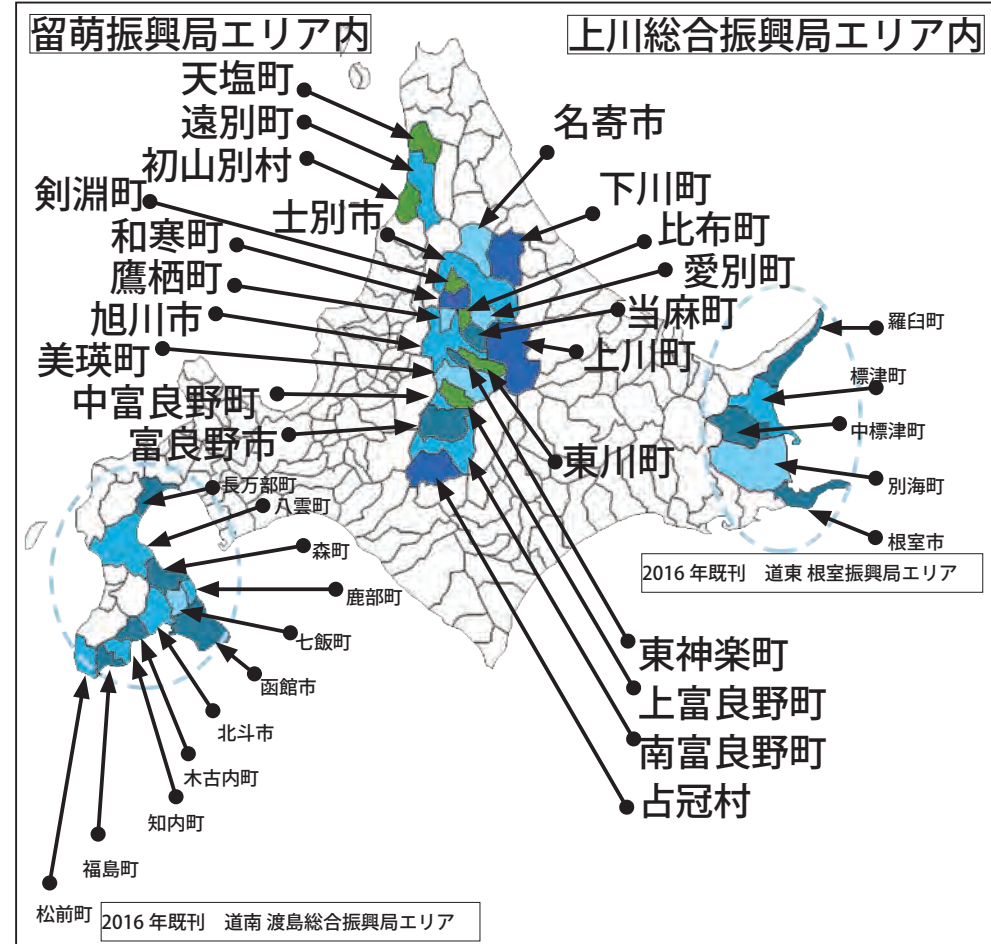 留萌振興局エリア内
上川総合振興局エリア内
天塩町
遠別町
初山別村
剣淵町
士別市
和寒町
鷹栖町
旭川市
美瑛町
中富良野町
富良野市
名寄市
下川町
比布町
愛別町
当麻町
上川町
東川町
東神楽町
上富良野町
南富良野町
占冠村
羅臼町
標津町
中標津町
別海町
根室市
2016 年既刊 道東 根室振興局エリア
長万部町
八雲町
森町
鹿部町
七飯町
函館市
北斗市
木古内町
知内町
福島町
松前町
2016 年既刊 道南 渡島総合振興局エリア